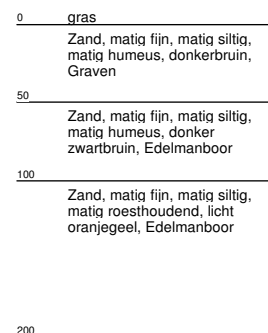 0 gras
Zand, matig fijn, matig siltig,
matig humeus, donkerbruin,
Graven
50
Zand, matig fijn, matig siltig,
matig humeus, donker
zwartbruin, Edelmanboor
100
Zand, matig fijn, matig siltig,
matig roesthoudend, licht
oranjegeel, Edelmanboor
200